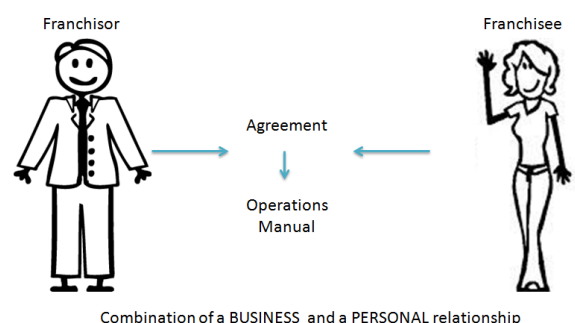 Franchisor
Franchisee
Agreement
Operations
Manual
Combination of a BUSINESS and a PERSONAL relationship